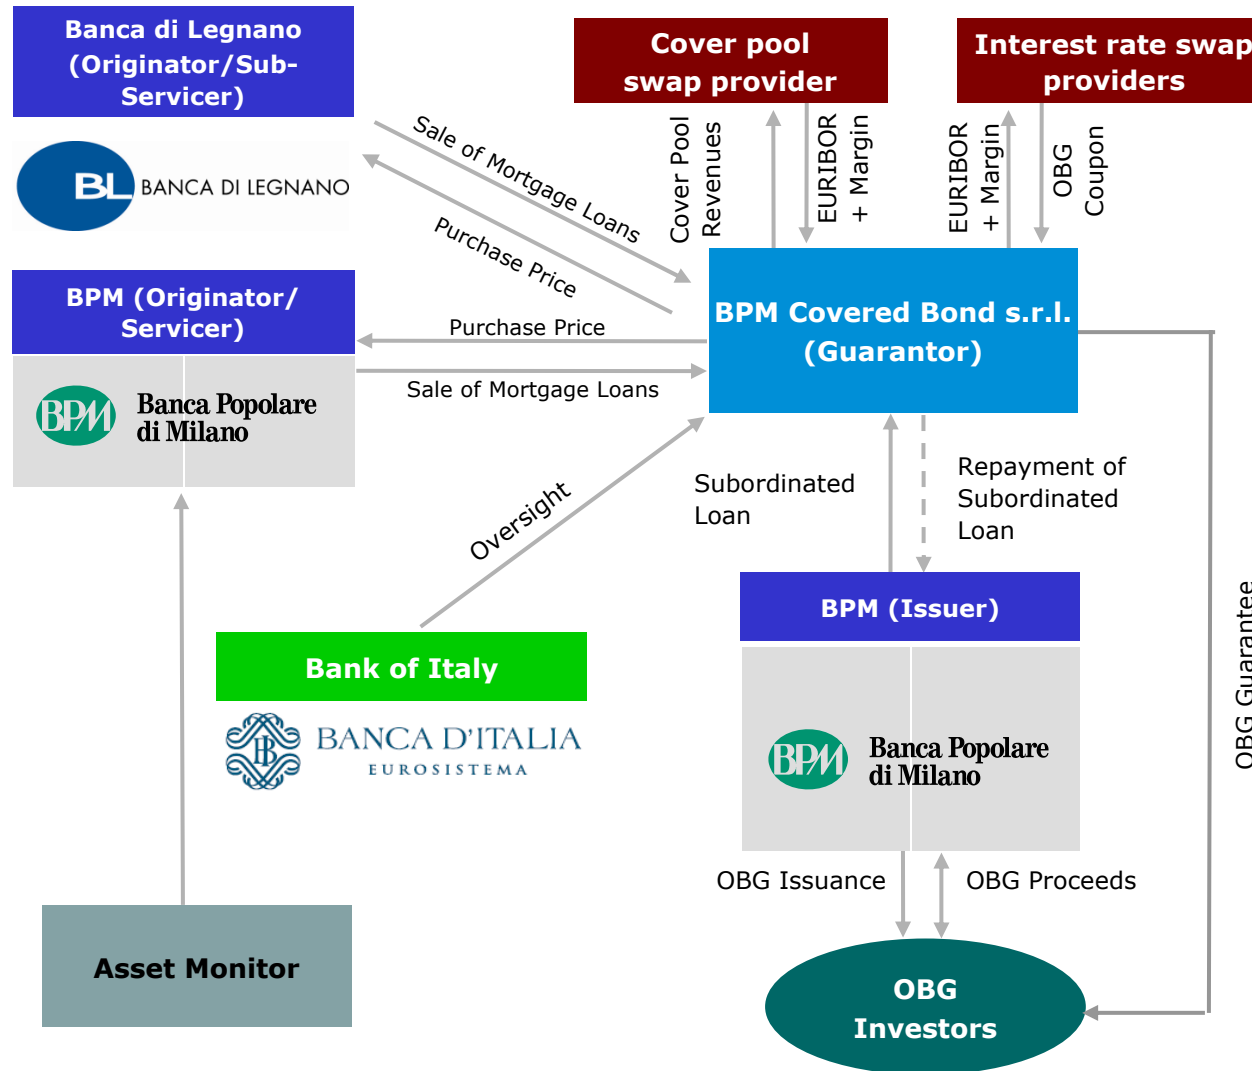 Banca di Legnano
(Originator/Sub-
Servicer)
BL BANCA DI LEGNANO
Cover pool
swap provider
Interest rate swap
providers
Sale of Mortgage Loans
Purchase Price
Cover Pool
Revenues
EURIBOR
+ Margin
EURIBOR
+ Margin
OBG
Coupon
BPM (Originator/
Servicer)
BPM Banca Popolare
di Milano
Purchase Price
Sale of Mortgage Loans
BPM Covered Bond s.r.l.
(Guarantor)
Oversight
Subordinated
Loan
Repayment of
Subordinated
Loan
Bank of Italy
BI BANCA D'ITALIA
EUROSISTEMA
BPM (Issuer)
BPM Banca Popolare
di Milano
OBG Guarantee
OBG Issuance
OBG Proceeds
Asset Monitor
OBG
Investors